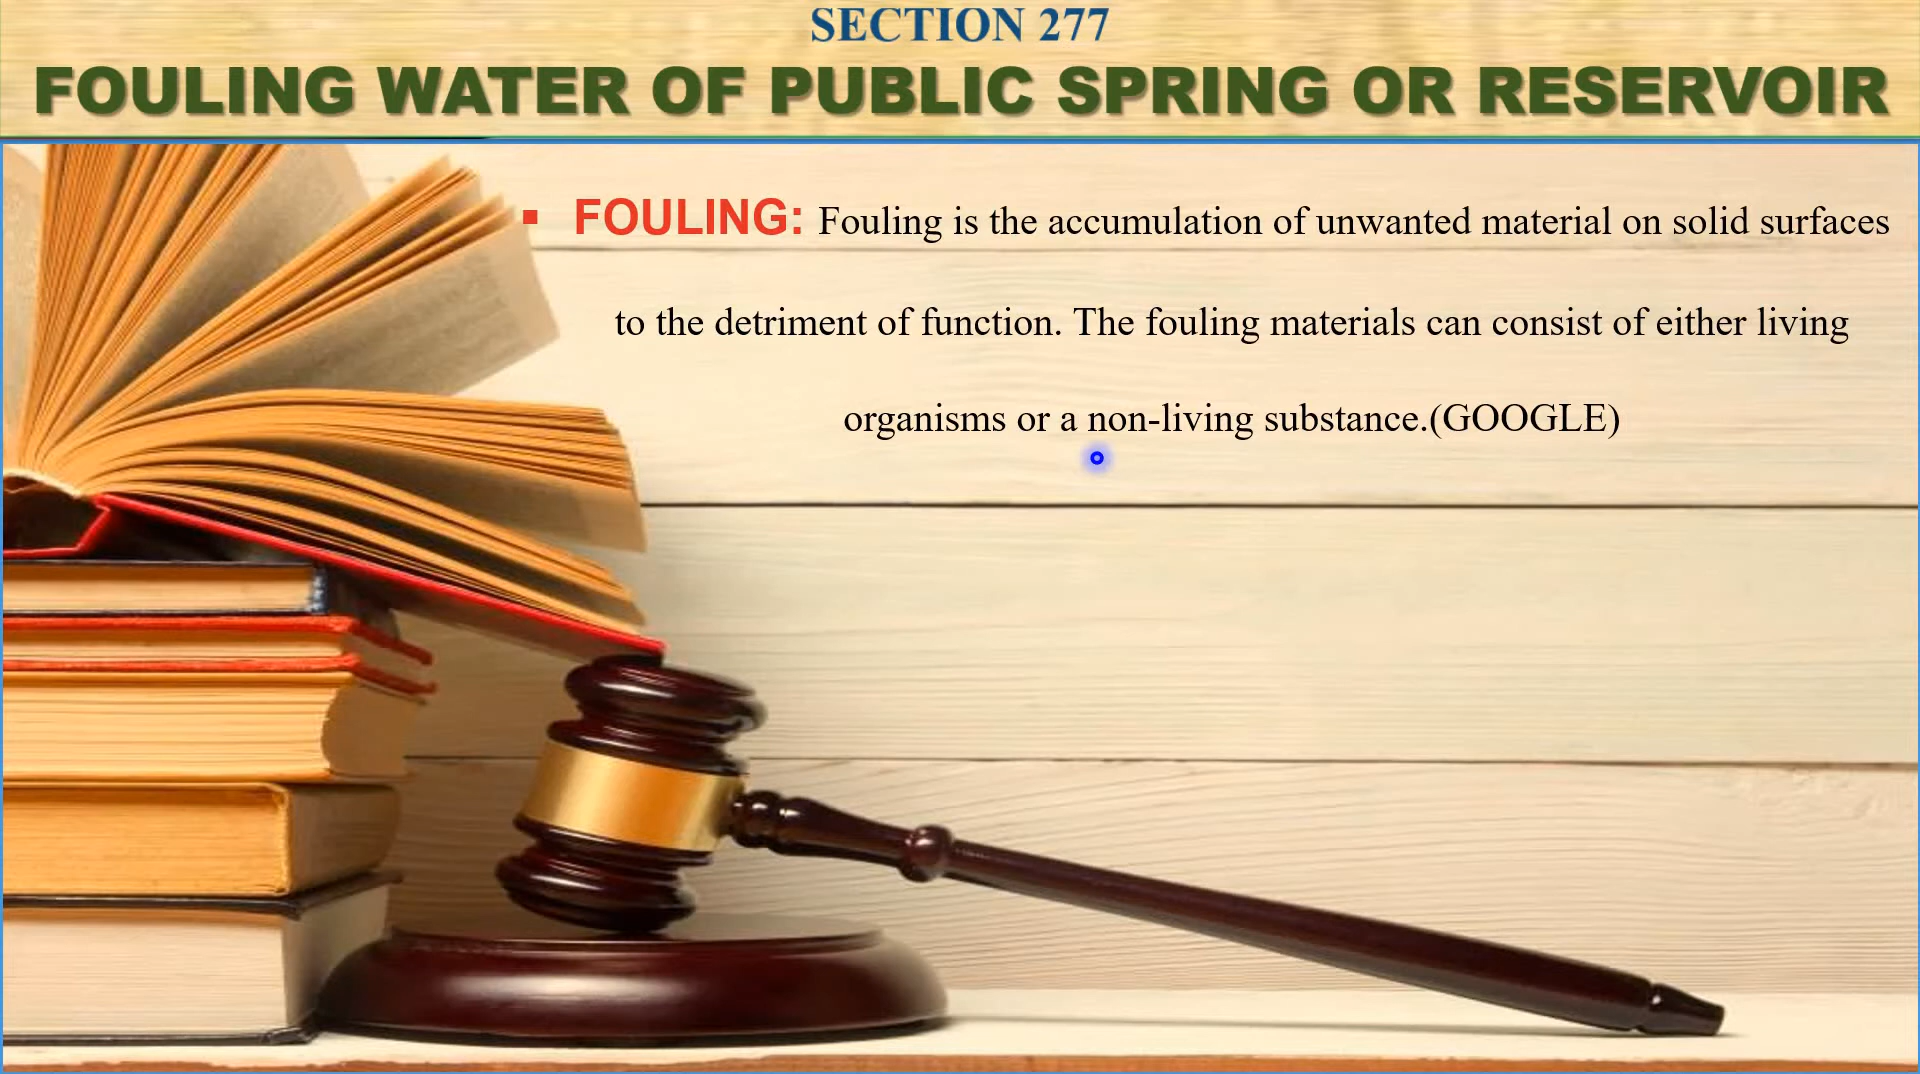 SECTION 277
FOULING WATER OF PUBLIC SPRING OR RESERVOIR
▪ FOULING: Fouling is the accumulation of unwanted material on solid surfaces
to the detriment of function. The fouling materials can consist of either living
organisms or a non-living substance.(GOOGLE)